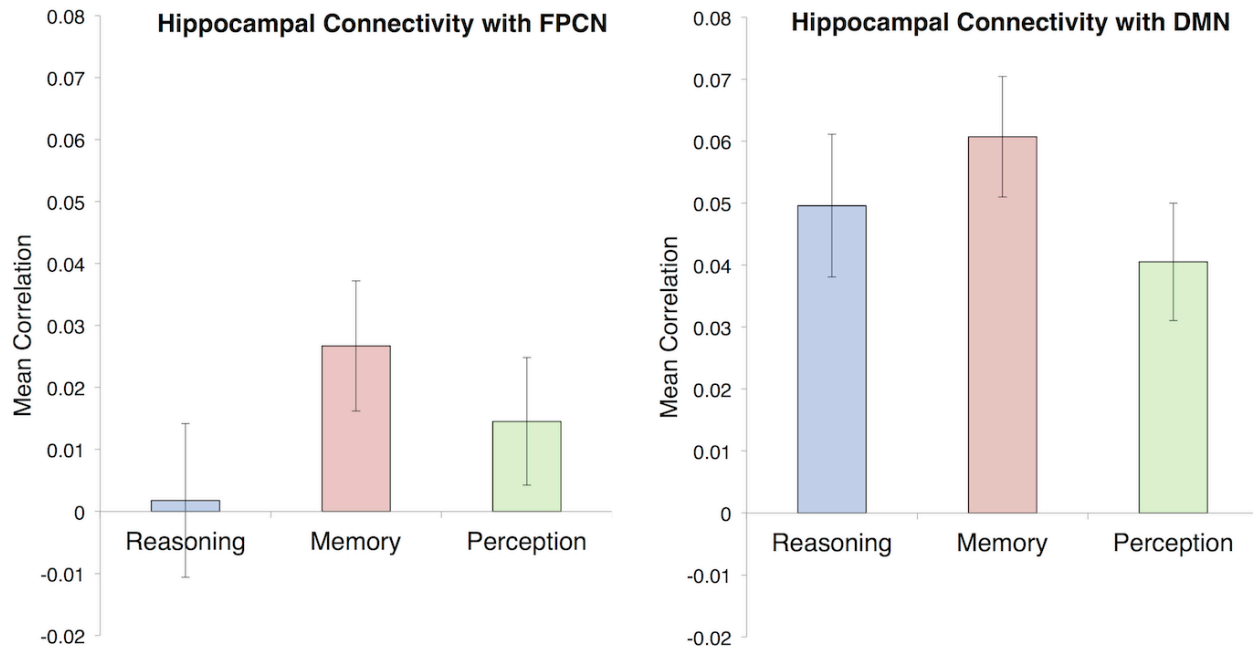 Hippocampal Connectivity with FPCN
Mean Correlation
0.08
0.07
0.06
0.05
0.04
0.03
0.02
0.01
0
-0.01
-0.02
Reasoning
Memory
Perception
Hippocampal Connectivity with DMN
Mean Correlation
0.08
0.07
0.06
0.05
0.04
0.03
0.02
0.01
0
-0.01
-0.02
Reasoning
Memory
Perception